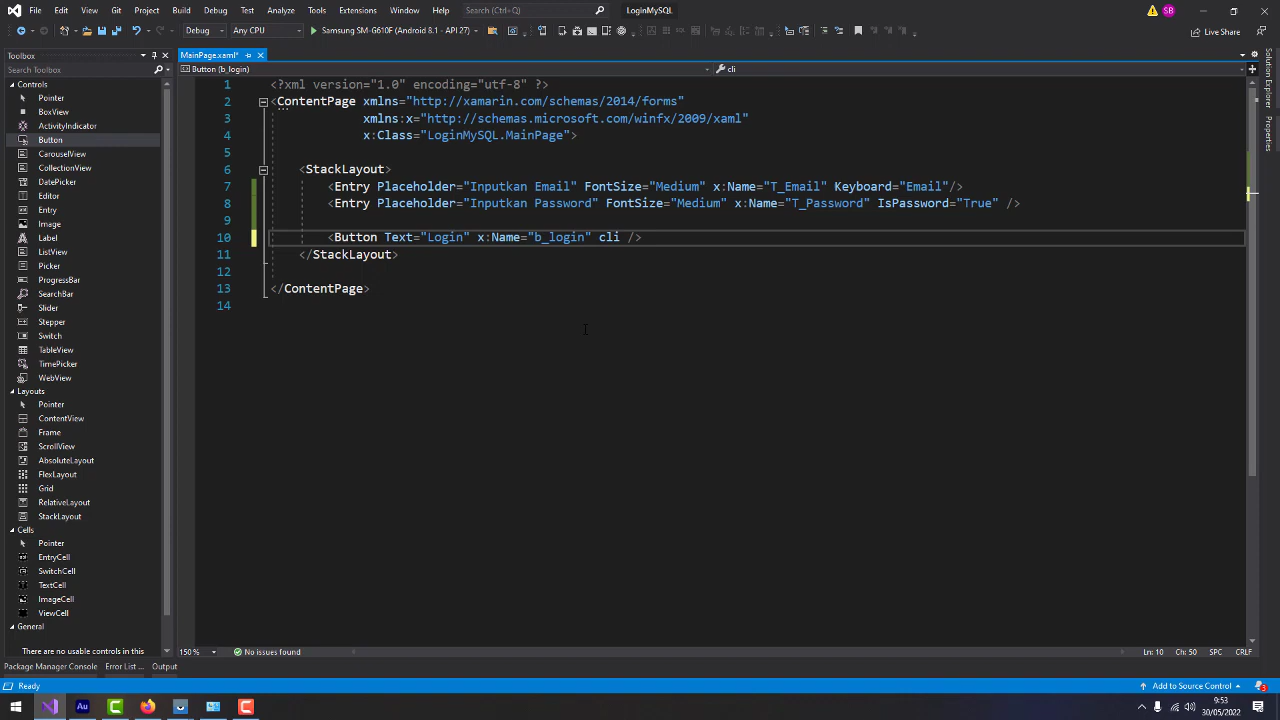 File Edit View Git Project Build Debug Test Analyze Tools Extensions Window Help Search (Ctrl+Q) LoginMySQL SB
Debug Any CPU Samsung SM-G610F (Android 8.1 - API 27) Live Share
Toolbox MainPage.xaml*
Search Toolbox Button (b_login) cli
Controls
Pointer
BoxView
ActivityIndicator
Button
CarouselView
CollectionView
DatePicker
Editor
Entry
Image
Label
ListView
Picker
ProgressBar
SearchBar
Slider
Stepper
Switch
TableView
TimePicker
WebView
Layouts
Pointer
ContentView
Frame
ScrollView
AbsoluteLayout
FlexLayout
Grid
RelativeLayout
StackLayout
Cells
Pointer
EntryCell
SwitchCell
TextCell
ImageCell
ViewCell
General
There are no usable controls in this
1 <?xml version="1.0" encoding="utf-8" ?>
2 <ContentPage xmlns="http://xamarin.com/schemas/2014/forms"
3 xmlns:x="http://schemas.microsoft.com/winfx/2009/xaml"
4 x:Class="LoginMySQL.MainPage">
5
6 <StackLayout>
7 <Entry Placeholder="Inputkan Email" FontSize="Medium" x:Name="T_Email" Keyboard="Email"/>
8 <Entry Placeholder="Inputkan Password" FontSize="Medium" x:Name="T_Password" IsPassword="True" />
9
10 <Button Text="Login" x:Name="b_login" cli />
11 </StackLayout>
12
13 </ContentPage>
14
Solution Explorer
Properties
150 % No issues found Ln: 10 Ch: 50 SPC CRLF
Package Manager Console Error List ... Output
Ready Add to Source Control 3
Au 9:53
30/05/2022